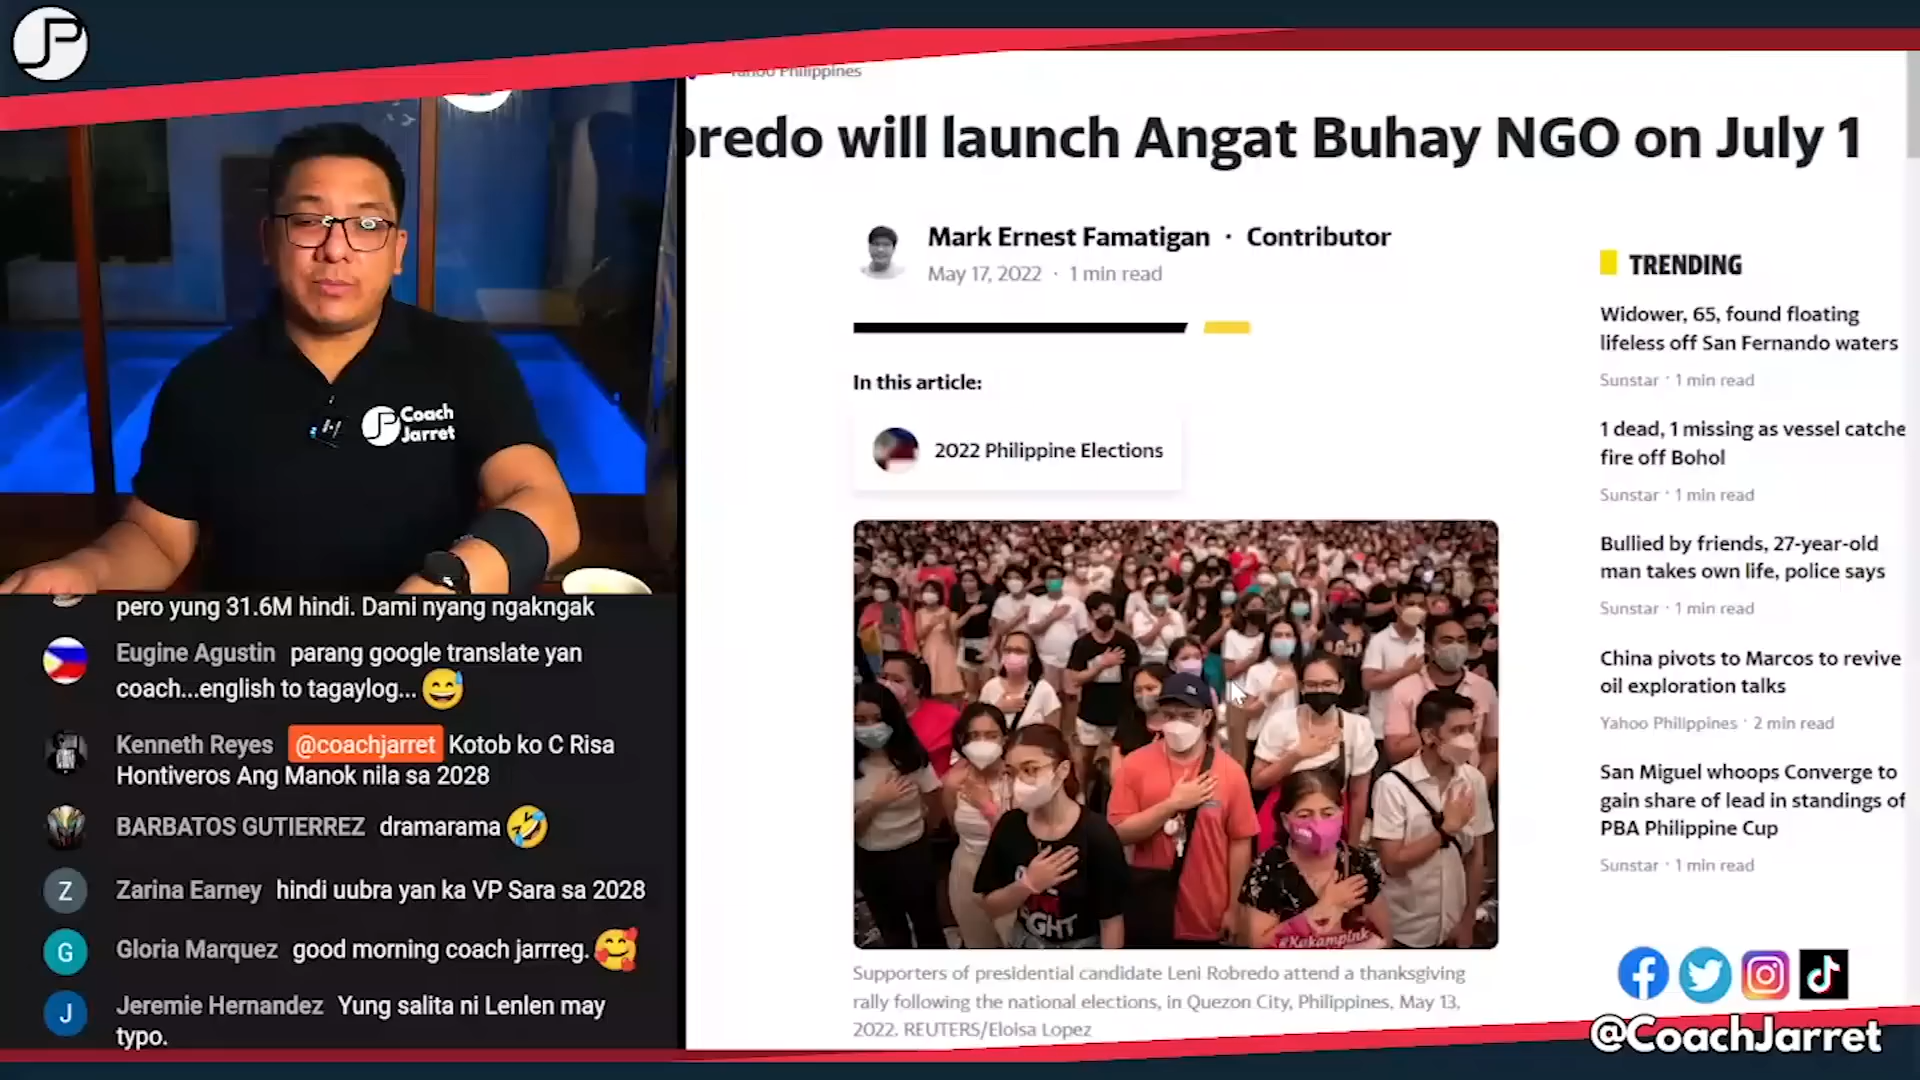 JP
Yahoo Philippines
bredo will launch Angat Buhay NGO on July 1
Mark Ernest Famatigan · Contributor
May 17, 2022 · 1 min read
In this article:
2022 Philippine Elections
Coach
Jarret
FIGHT
#Kakampink
Supporters of presidential candidate Leni Robredo attend a thanksgiving
rally following the national elections, in Quezon City, Philippines, May 13,
2022. REUTERS/Eloisa Lopez
TRENDING
Widower, 65, found floating
lifeless off San Fernando waters
Sunstar · 1 min read
1 dead, 1 missing as vessel catche
fire off Bohol
Sunstar · 1 min read
Bullied by friends, 27-year-old
man takes own life, police says
Sunstar · 1 min read
China pivots to Marcos to revive
oil exploration talks
Yahoo Philippines · 2 min read
San Miguel whoops Converge to
gain share of lead in standings of
PBA Philippine Cup
Sunstar · 1 min read
pero yung 31.6M hindi. Dami nyang ngakngak
Eugine Agustin parang google translate yan
coach...english to tagaylog...😅
Kenneth Reyes @coachjarret Kotob ko C Risa
Hontiveros Ang Manok nila sa 2028
BARBATOS GUTIERREZ dramarama🤣
Z
Zarina Earney hindi uubra yan ka VP Sara sa 2028
G
Gloria Marquez good morning coach jarrreg.🥰
J
Jeremie Hernandez Yung salita ni Lenlen may
typo.
@CoachJarret